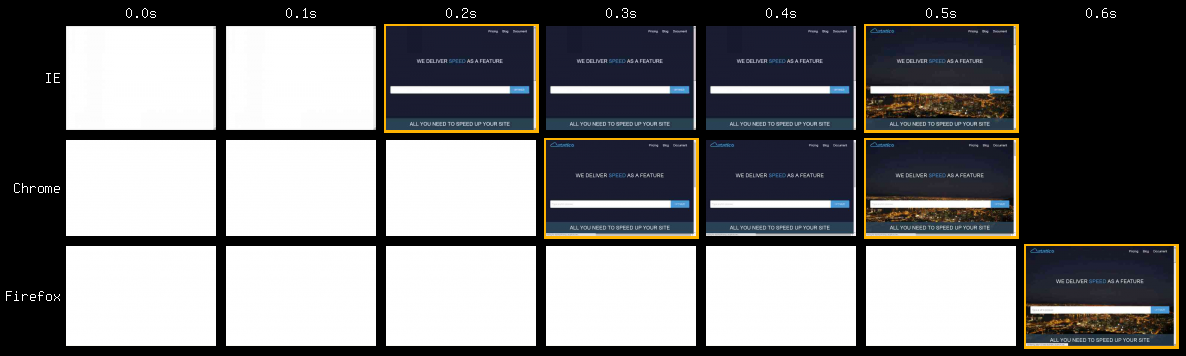 0.0s 0.1s 0.2s 0.3s 0.4s 0.5s 0.6s
IE
Pricing Blog Document
WE DELIVER SPEED AS A FEATURE
ALL YOU NEED TO SPEED UP YOUR SITE
Pricing Blog Document
WE DELIVER SPEED AS A FEATURE
ALL YOU NEED TO SPEED UP YOUR SITE
Pricing Blog Document
WE DELIVER SPEED AS A FEATURE
ALL YOU NEED TO SPEED UP YOUR SITE
Pricing Blog Document
WE DELIVER SPEED AS A FEATURE
ALL YOU NEED TO SPEED UP YOUR SITE
Chrome
Pricing Blog Document
WE DELIVER SPEED AS A FEATURE
ALL YOU NEED TO SPEED UP YOUR SITE
Pricing Blog Document
WE DELIVER SPEED AS A FEATURE
ALL YOU NEED TO SPEED UP YOUR SITE
Pricing Blog Document
WE DELIVER SPEED AS A FEATURE
ALL YOU NEED TO SPEED UP YOUR SITE
Firefox
Pricing Blog Document
WE DELIVER SPEED AS A FEATURE
ALL YOU NEED TO SPEED UP YOUR SITE